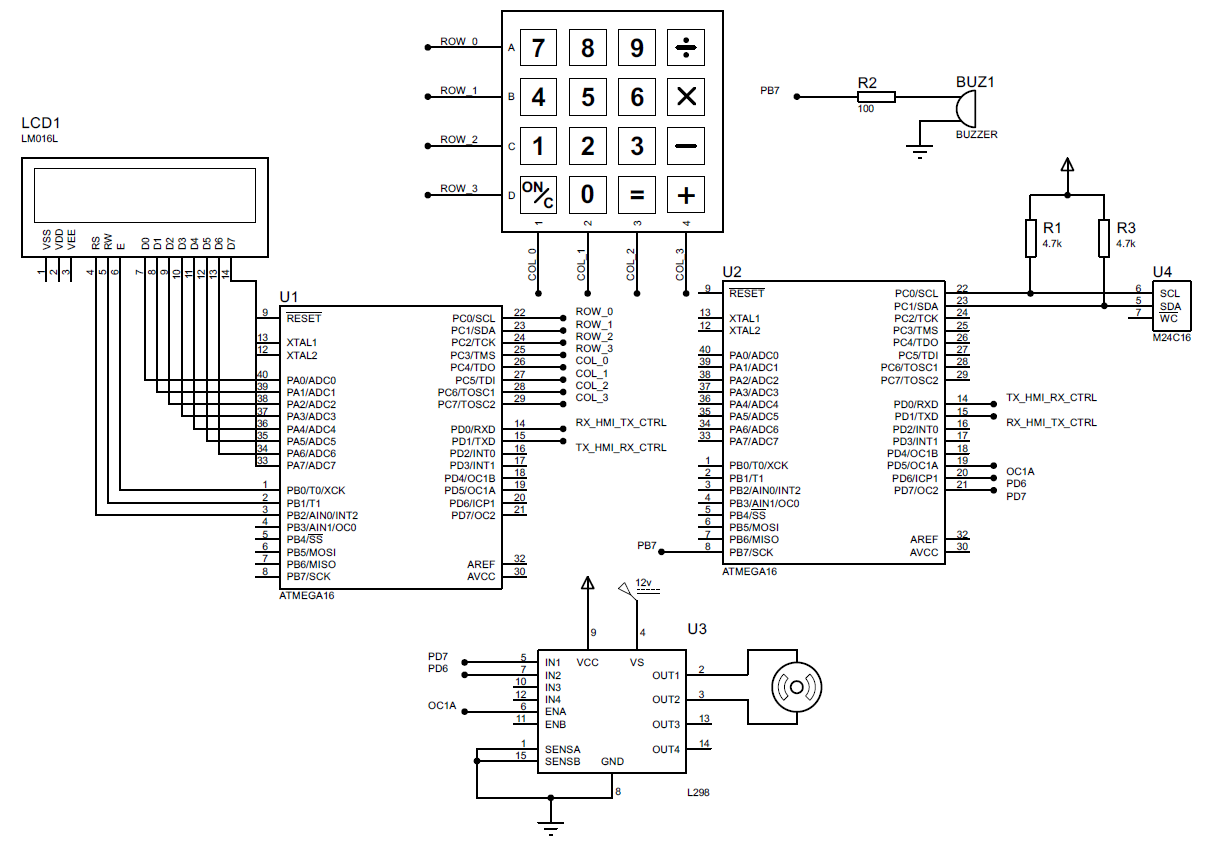 ROW_0
A
7
8
9
÷
ROW_1
B
4
5
6
×
ROW_2
C
1
2
3
−
ROW_3
D
ON/C
0
=
+
1
2
3
4
COL_0
COL_1
COL_2
COL_3
PB7
R2
100
BUZ1
BUZZER
LCD1
LM016L
VSS
VDD
VEE
RS
RW
E
D0
D1
D2
D3
D4
D5
D6
D7
1
2
3
4
5
6
7
8
9
10
11
12
13
14
R1
4.7k
R3
4.7k
U4
6 SCL
5 SDA
7 WC
M24C16
U1
9 RESET
13 XTAL1
12 XTAL2
40 PA0/ADC0
39 PA1/ADC1
38 PA2/ADC2
37 PA3/ADC3
36 PA4/ADC4
35 PA5/ADC5
34 PA6/ADC6
33 PA7/ADC7
1 PB0/T0/XCK
2 PB1/T1
3 PB2/AIN0/INT2
4 PB3/AIN1/OC0
5 PB4/SS
6 PB5/MOSI
7 PB6/MISO
8 PB7/SCK
PC0/SCL 22 ROW_0
PC1/SDA 23 ROW_1
PC2/TCK 24 ROW_2
PC3/TMS 25 ROW_3
PC4/TDO 26 COL_0
PC5/TDI 27 COL_1
PC6/TOSC1 28 COL_2
PC7/TOSC2 29 COL_3
PD0/RXD 14 RX_HMI_TX_CTRL
PD1/TXD 15 TX_HMI_RX_CTRL
PD2/INT0 16
PD3/INT1 17
PD4/OC1B 18
PD5/OC1A 19
PD6/ICP1 20
PD7/OC2 21
AREF 32
AVCC 30
ATMEGA16
U2
9 RESET
13 XTAL1
12 XTAL2
40 PA0/ADC0
39 PA1/ADC1
38 PA2/ADC2
37 PA3/ADC3
36 PA4/ADC4
35 PA5/ADC5
34 PA6/ADC6
33 PA7/ADC7
1 PB0/T0/XCK
2 PB1/T1
3 PB2/AIN0/INT2
4 PB3/AIN1/OC0
5 PB4/SS
6 PB5/MOSI
7 PB6/MISO
PB7 8 PB7/SCK
PC0/SCL 22
PC1/SDA 23
PC2/TCK 24
PC3/TMS 25
PC4/TDO 26
PC5/TDI 27
PC6/TOSC1 28
PC7/TOSC2 29
PD0/RXD 14 TX_HMI_RX_CTRL
PD1/TXD 15 RX_HMI_TX_CTRL
PD2/INT0 16
PD3/INT1 17
PD4/OC1B 18
PD5/OC1A 19 OC1A
PD6/ICP1 20 PD6
PD7/OC2 21 PD7
AREF 32
AVCC 30
ATMEGA16
12v
U3
9
4
VCC
VS
PD7 5 IN1
PD6 7 IN2
10 IN3
12 IN4
OC1A 6 ENA
11 ENB
1 SENSA
15 SENSB
GND
8
OUT1 2
OUT2 3
OUT3 13
OUT4 14
L298